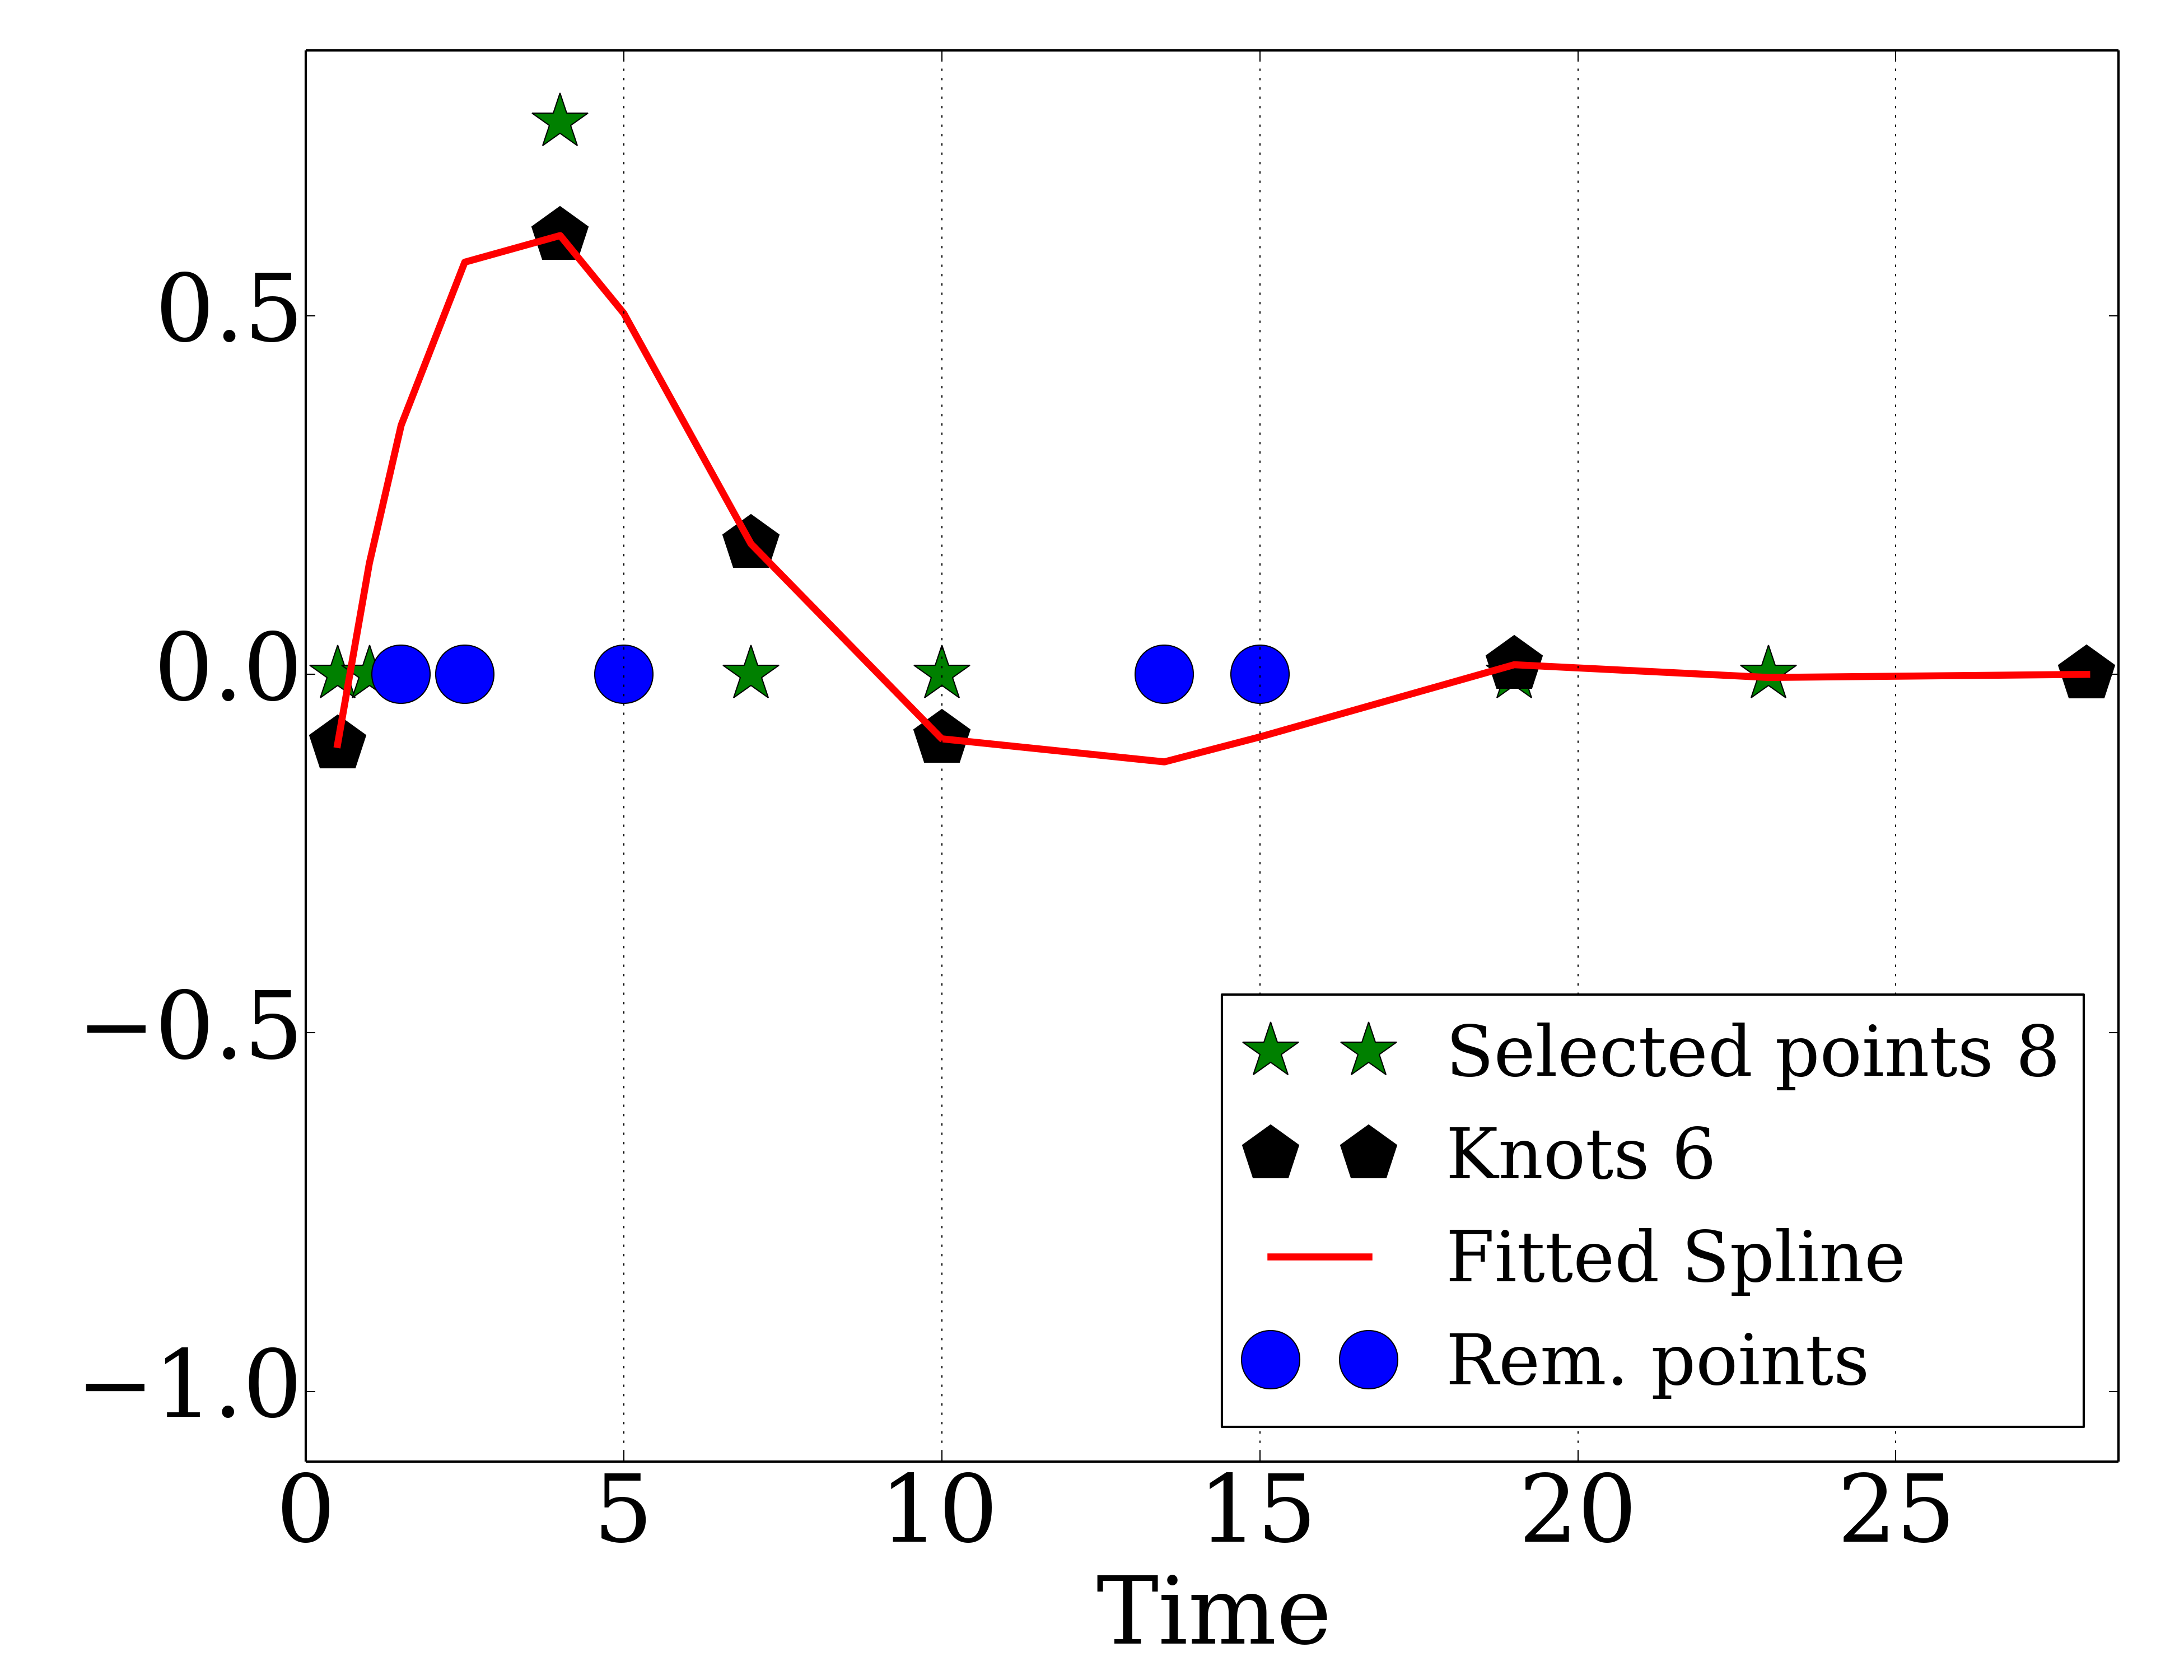 0.5
0.0
−0.5
−1.0
0 5 10 15 20 25
Time
Selected points 8
Knots 6
Fitted Spline
Rem. points